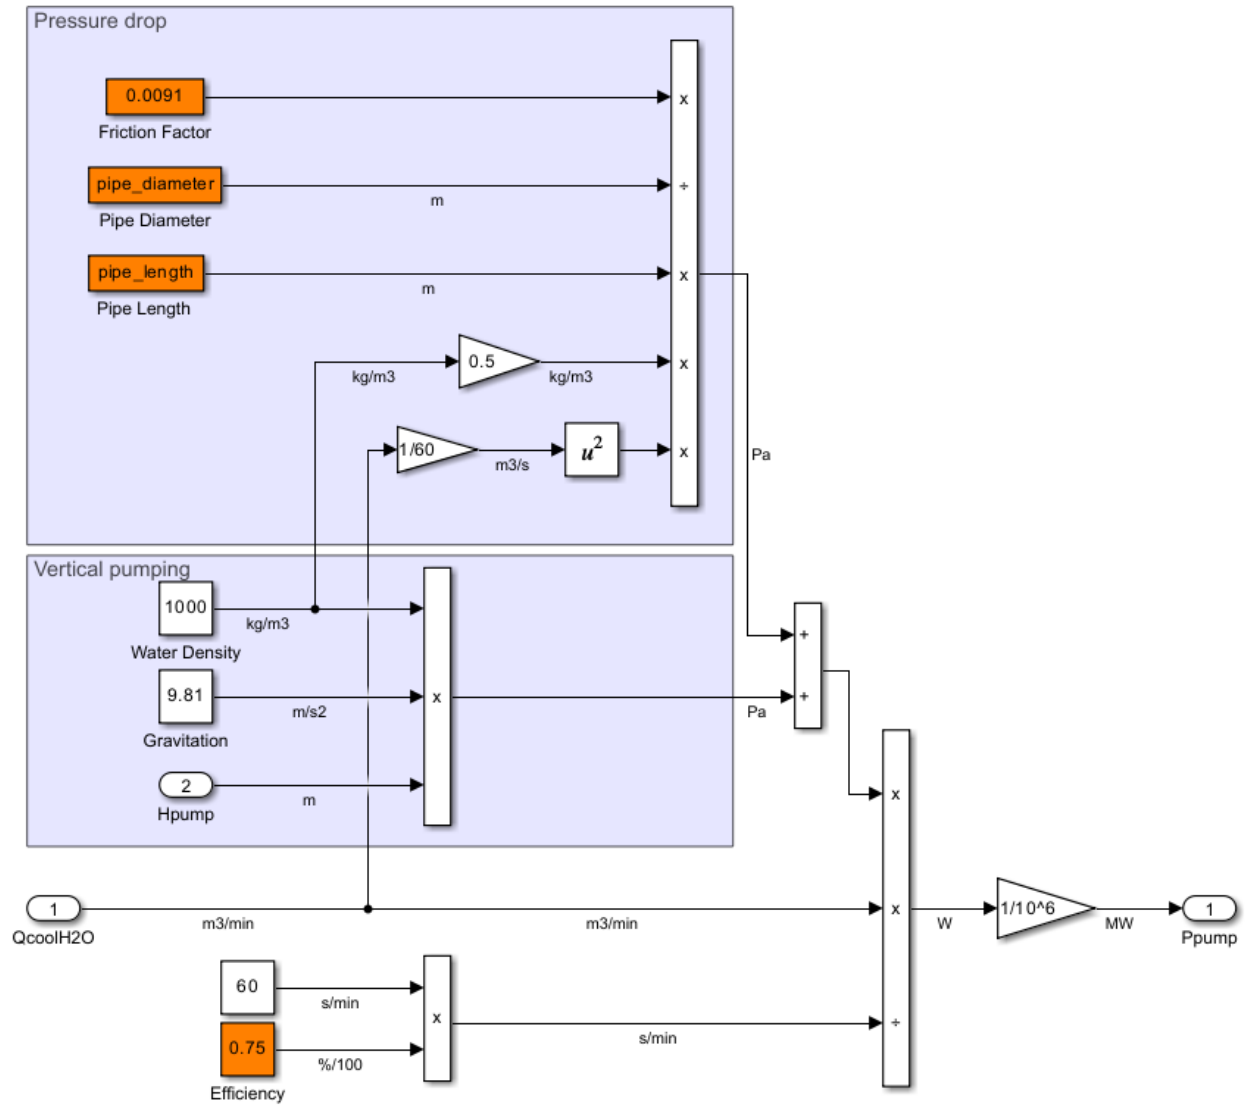 Pressure drop
0.0091
x
Friction Factor
pipe_diameter
÷
m
Pipe Diameter
pipe_length
x
m
Pipe Length
0.5
x
kg/m3
kg/m3
1/60
u²
x
m3/s
Pa
Vertical pumping
1000
kg/m3
+
Water Density
9.81
x
+
m/s2
Pa
Gravitation
2
x
m
Hpump
1
x
1/10^6
1
m3/min
m3/min
W
MW
QcoolH2O
Ppump
60
s/min
x
÷
s/min
0.75
%/100
Efficiency